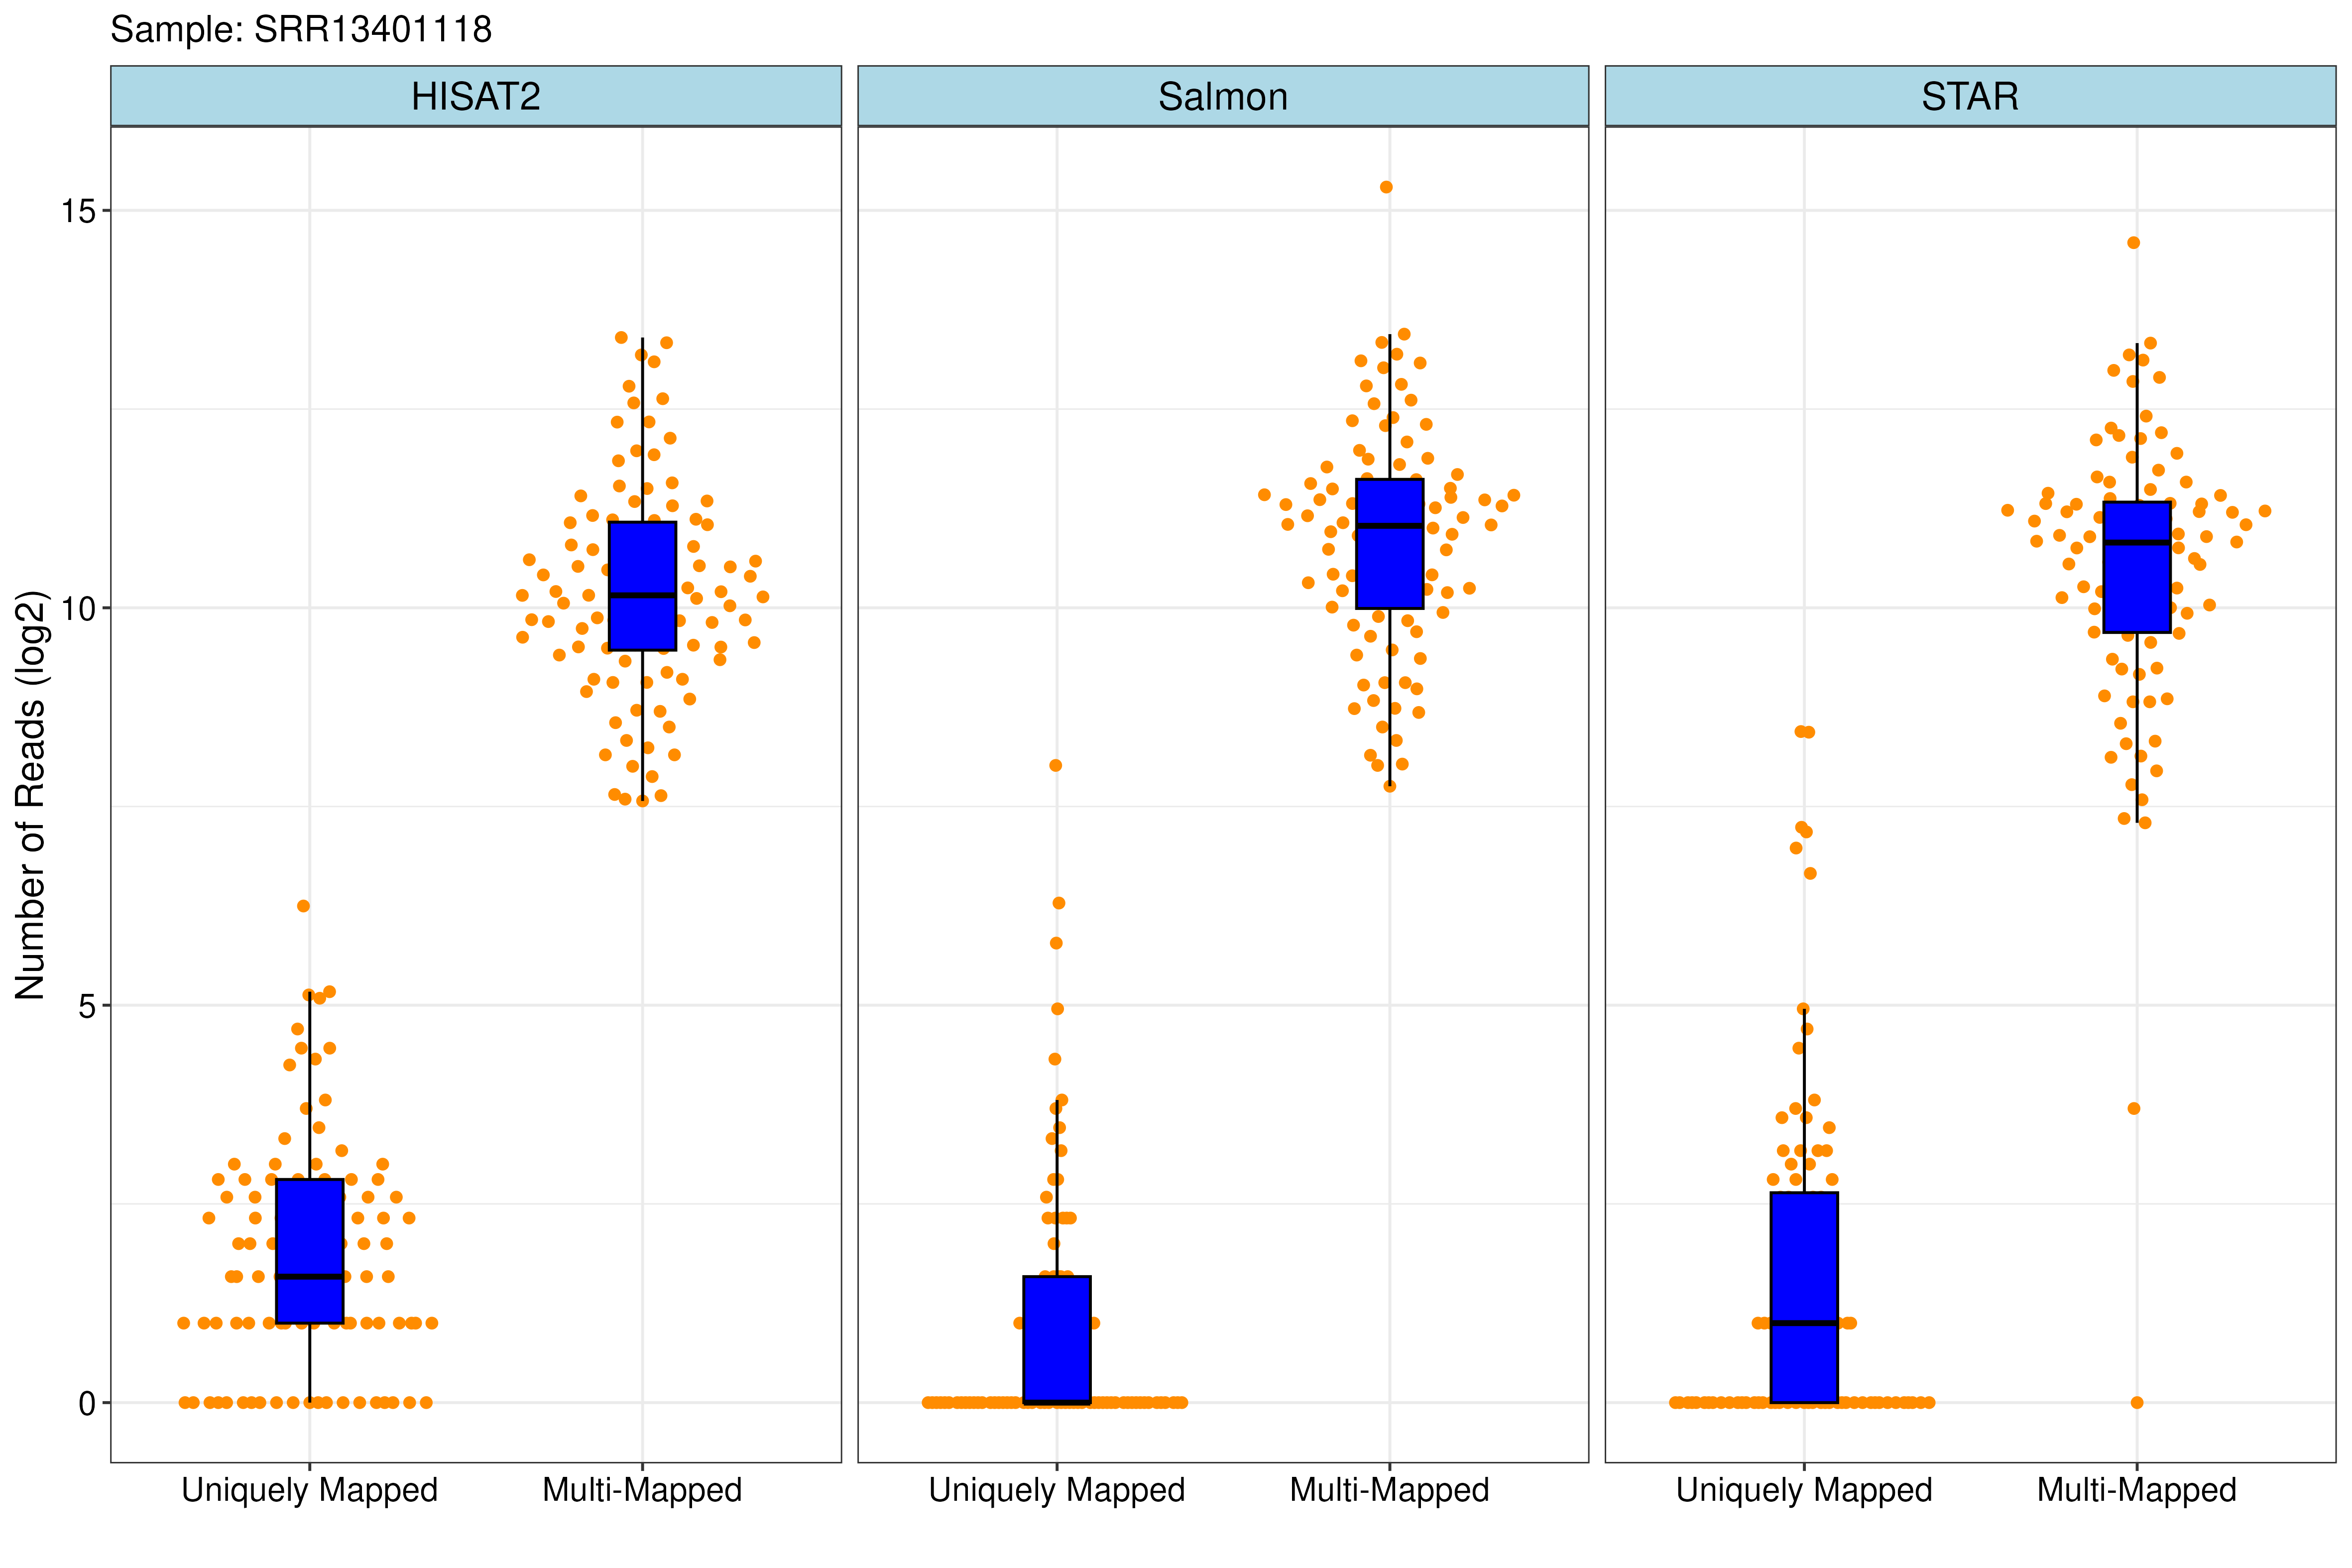 Sample: SRR13401118
HISAT2
Salmon
STAR
Number of Reads (log2)
15
10
5
0
Uniquely Mapped
Multi-Mapped
Uniquely Mapped
Multi-Mapped
Uniquely Mapped
Multi-Mapped